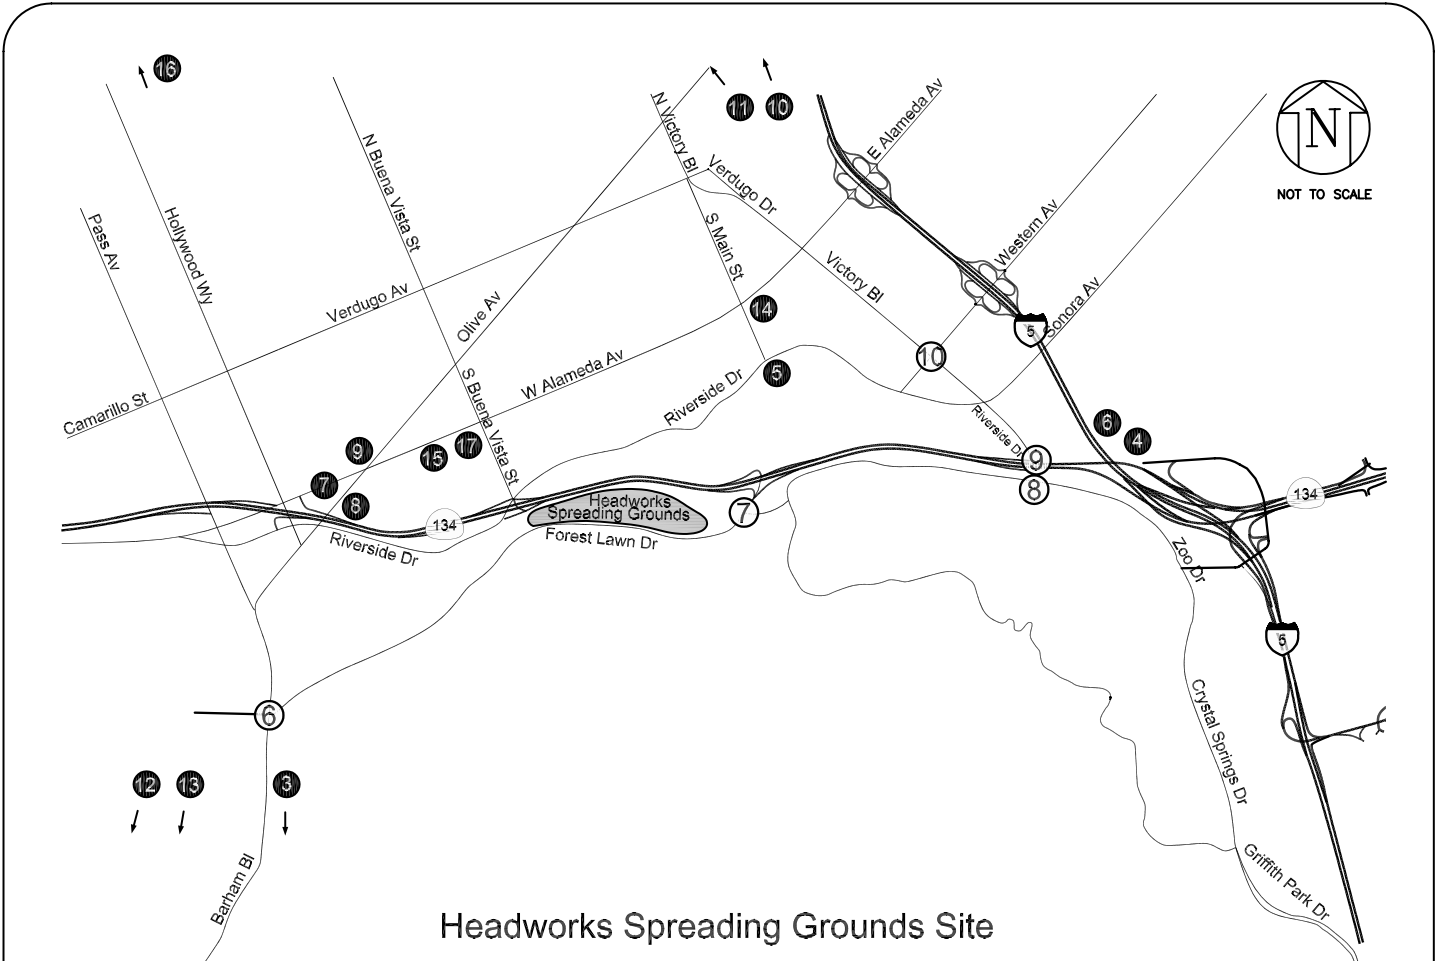 16
11
10
N
NOT TO SCALE
Pass Av
Hollywood Wy
N Buena Vista St
N Victory Bl
Verdugo Dr
E Alameda Av
S Main St
Victory Bl
Western Av
Sonora Av
5
Verdugo Av
Olive Av
14
10
Camarillo St
S Buena Vista St
W Alameda Av
Riverside Dr
5
Riverside Dr
6
4
9
15
17
7
8
134
Headworks
Spreading Grounds
Forest Lawn Dr
7
9
8
134
Riverside Dr
Zoo Dr
5
6
Crystal Springs Dr
12
13
3
Barham Bl
Griffith Park Dr
Headworks Spreading Grounds Site